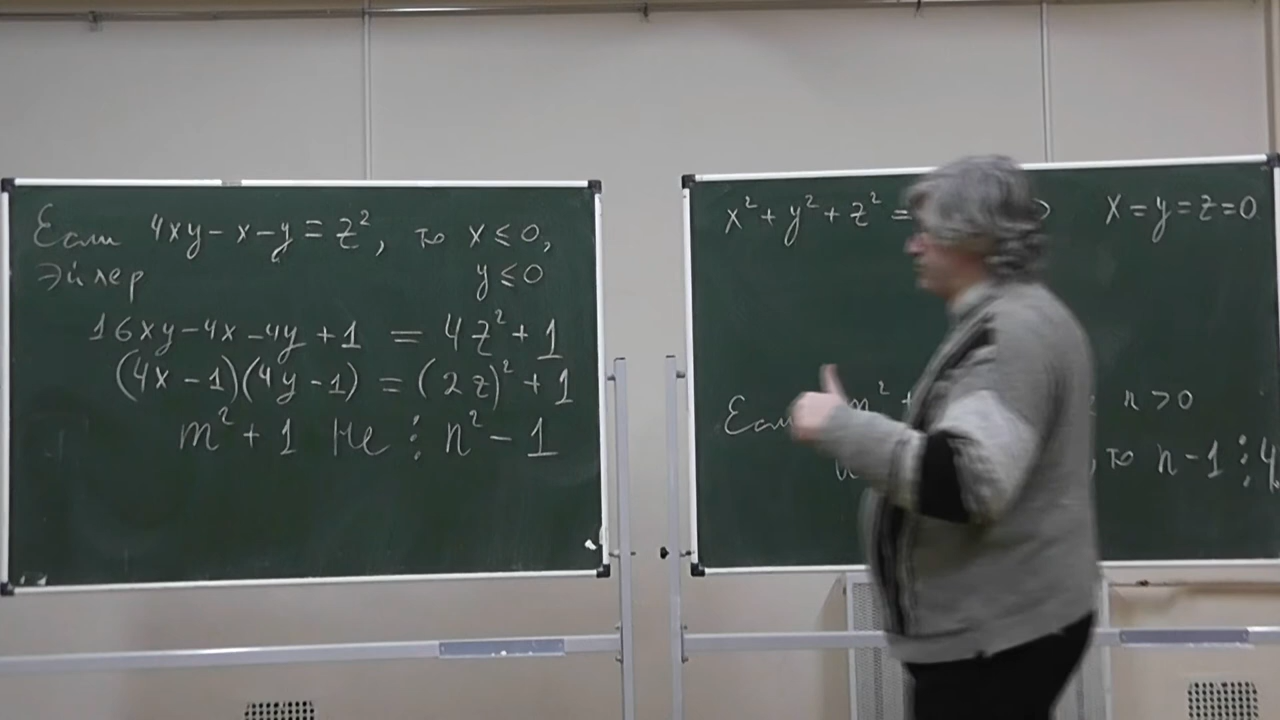 Если 4xy - x - y = z², то x ≤ 0,
Эйлер y ≤ 0
16xy - 4x - 4y + 1 = 4z² + 1
(4x - 1)(4y - 1) = (2z)² + 1
m² + 1 не ⋮ n² - 1
x² + y² + z² = x = y = z = 0
m² + n > 0
, то n - 1 ⋮ 4